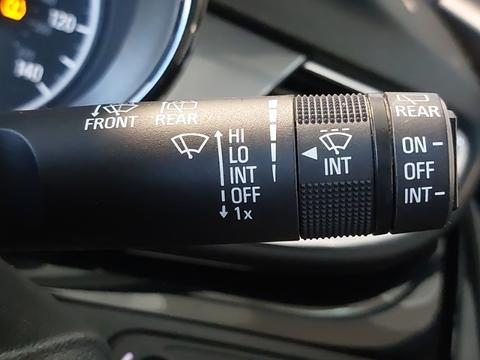 120
140
FRONT
REAR
HI
LO
INT
OFF
1x
INT
REAR
ON
OFF
INT